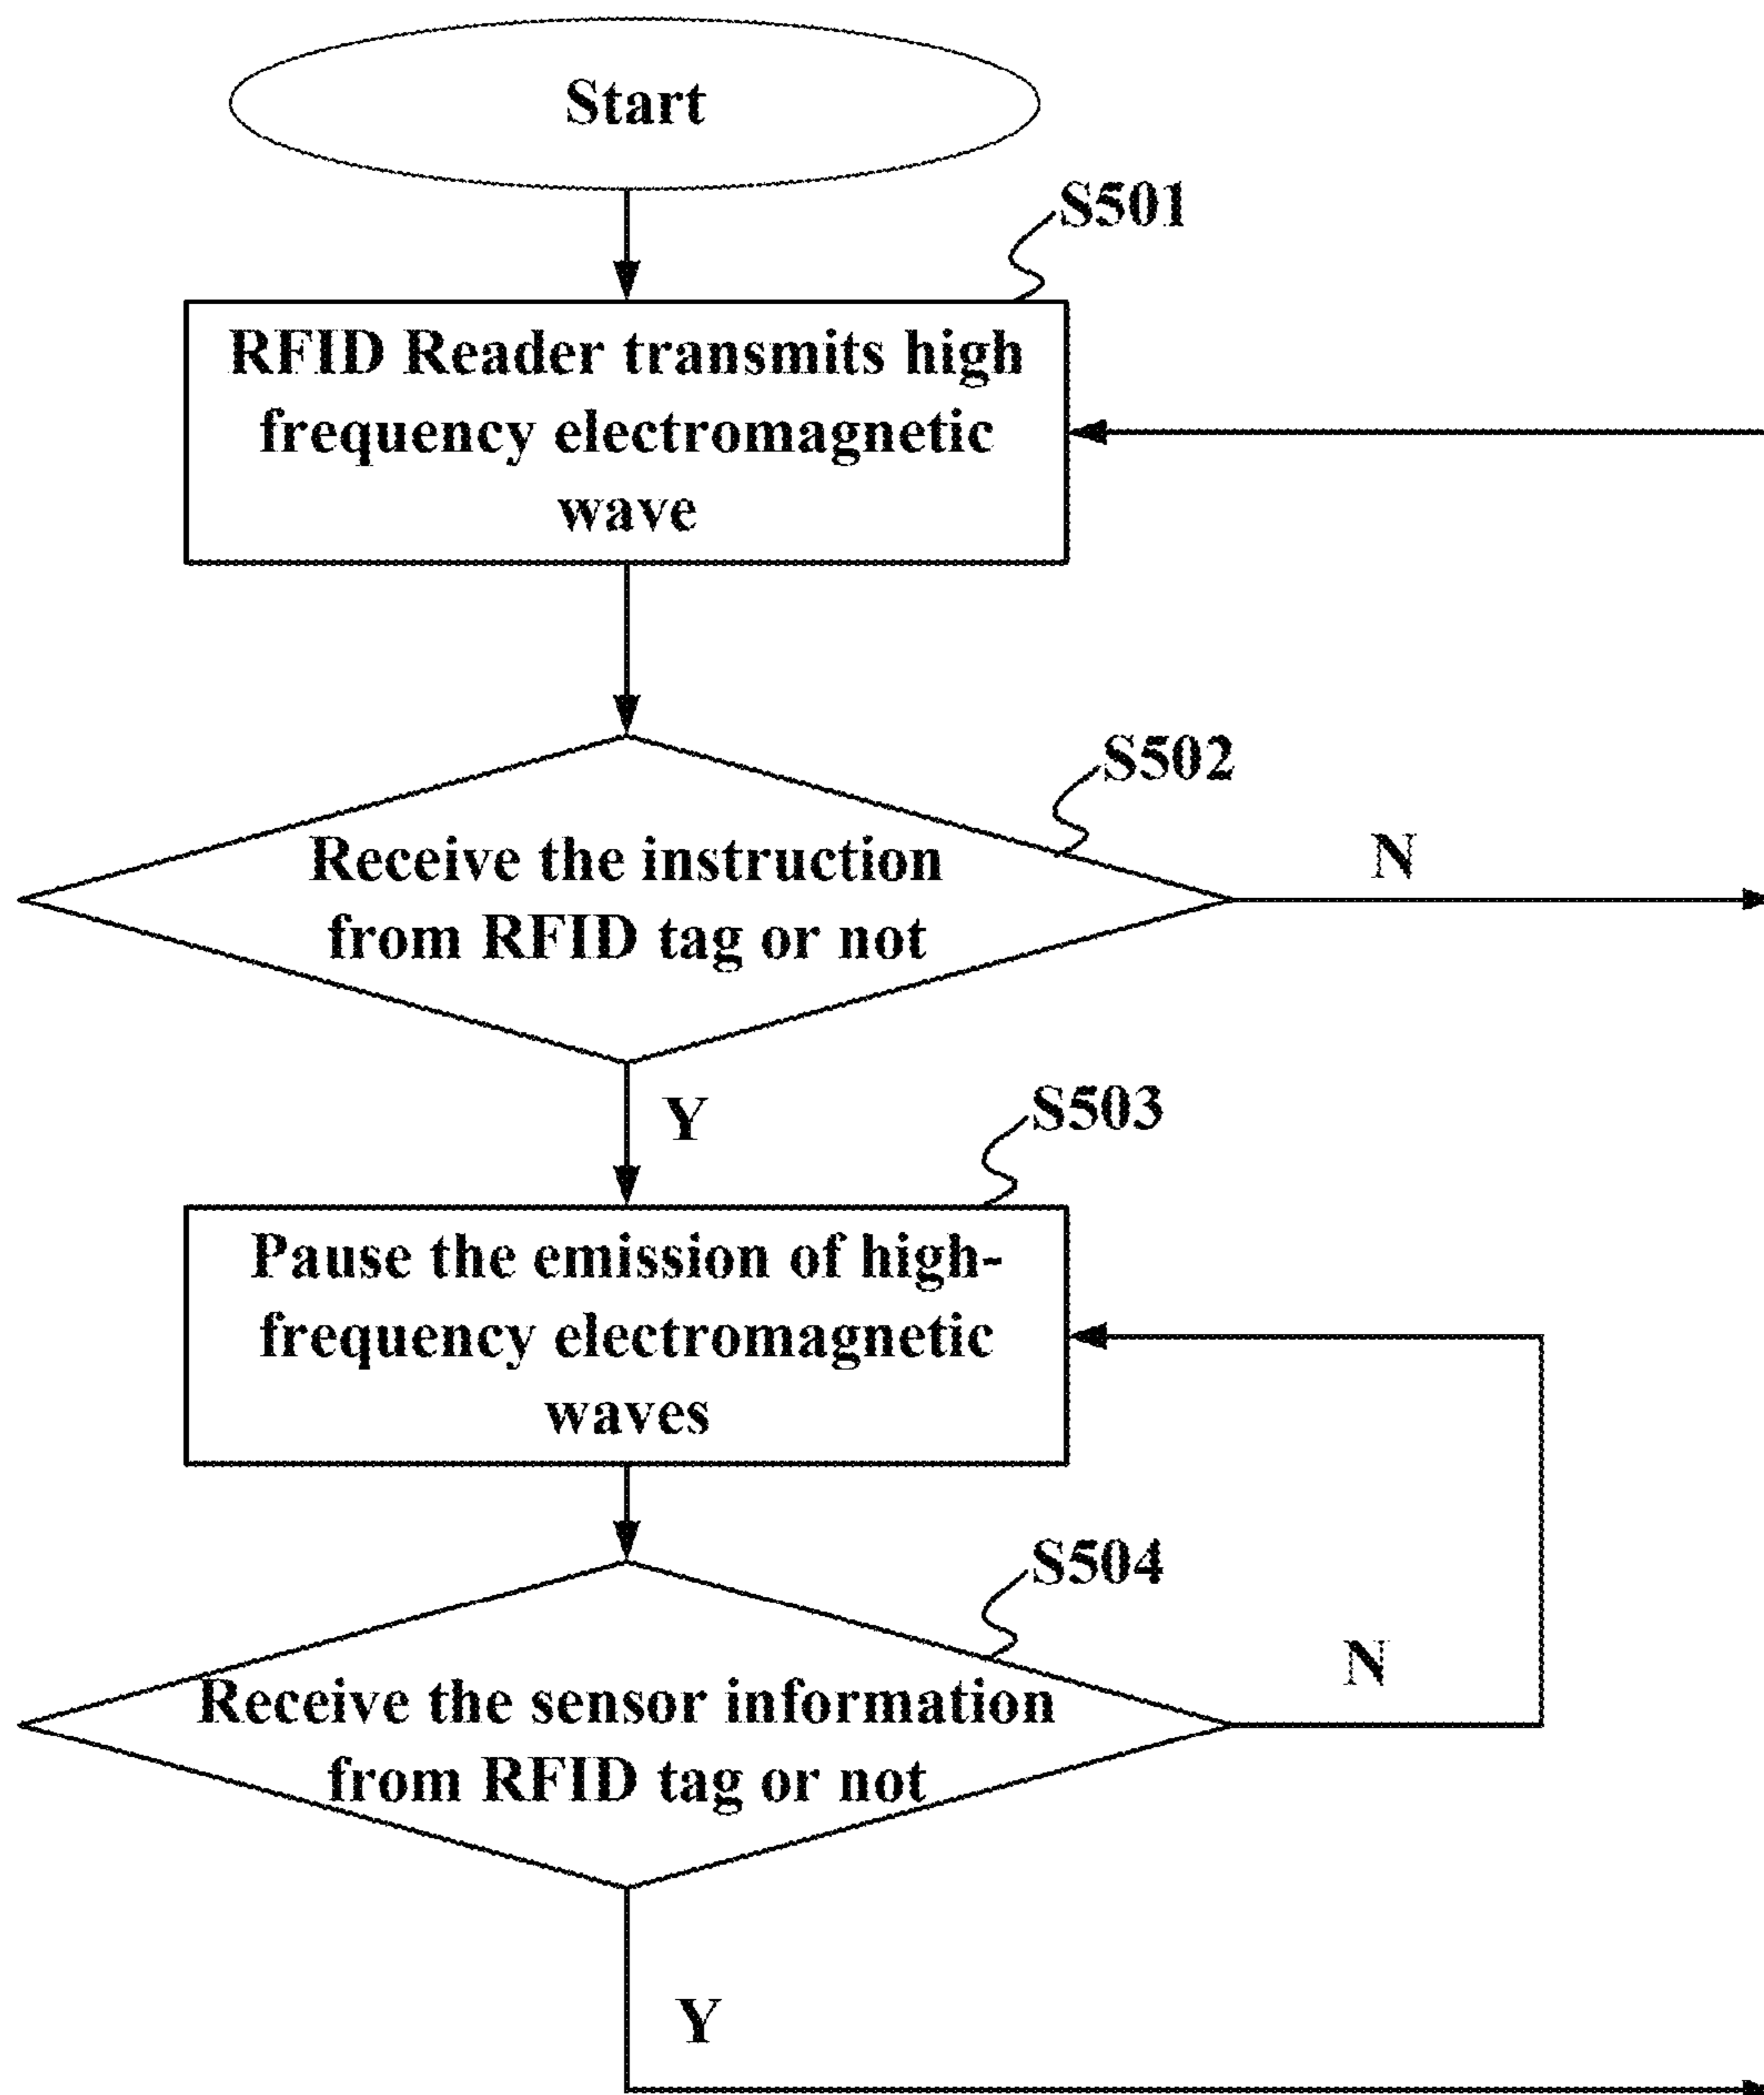 Start
S501
RFID Reader transmits high
frequency electromagnetic
wave
S502
Receive the instruction
from RFID tag or not
N
Y
S503
Pause the emission of high-
frequency electromagnetic
waves
S504
Receive the sensor information
from RFID tag or not
N
Y